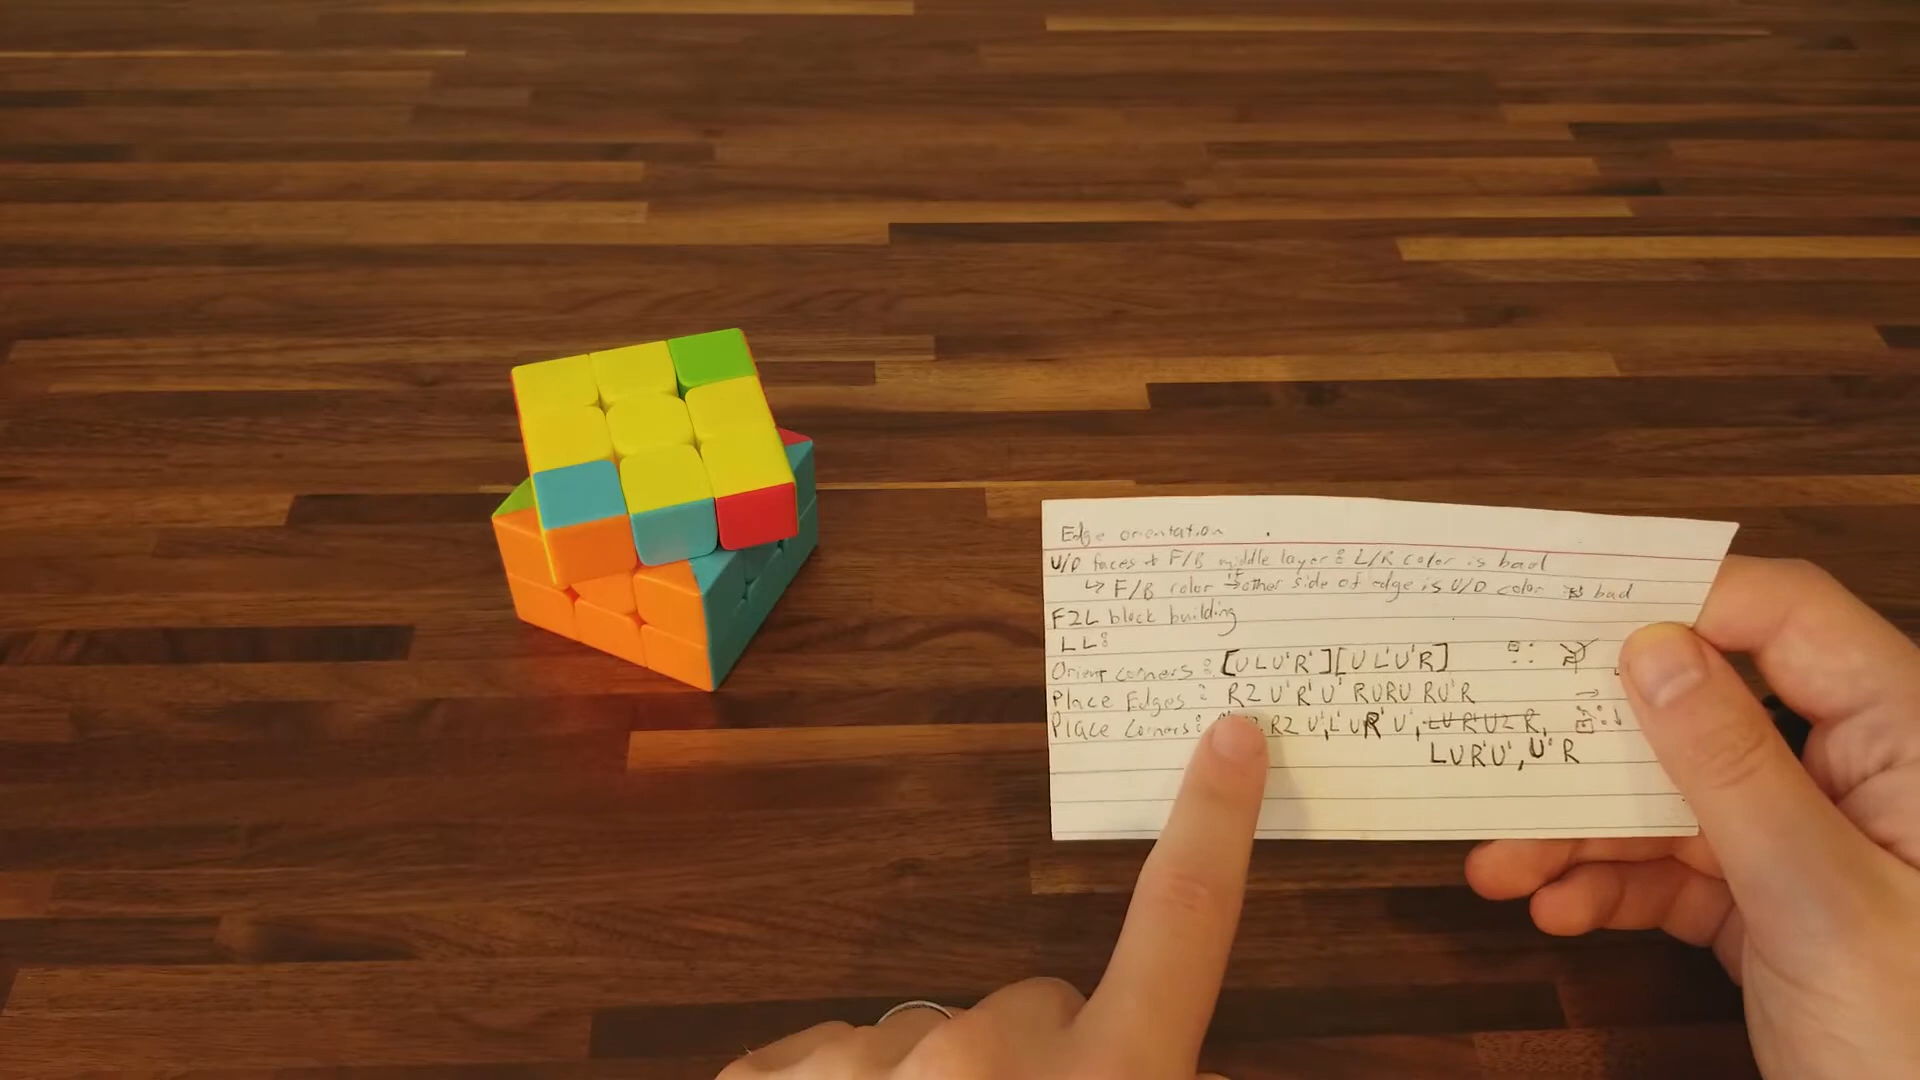 Edge orientation
U/D faces + F/B middle layer: L/R color is bad
↳ F/B color → if other side of edge is U/D color is bad
F2L block building
LL:
Orient corners: [U L U' R'][U L' U' R]
Place Edges: R2 U' R' U' R U R U R U' R
Place Corners: R2 U', L' U R' U', L U R' U2 R,
L U R' U', U' R